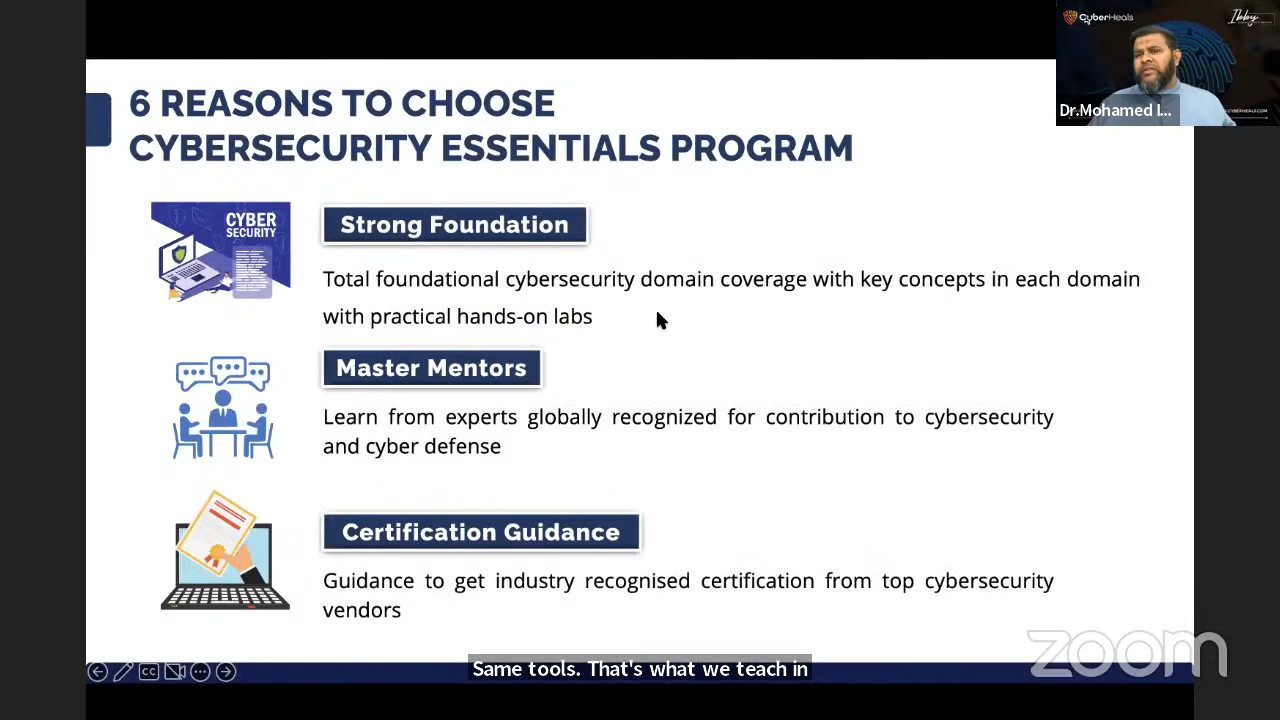 CyberHeals
Ibby
Dr.Mohamed I...
6 REASONS TO CHOOSE
CYBERSECURITY ESSENTIALS PROGRAM
CYBER
SECURITY
Strong Foundation
Total foundational cybersecurity domain coverage with key concepts in each domain
with practical hands-on labs
Master Mentors
Learn from experts globally recognized for contribution to cybersecurity
and cyber defense
Certification Guidance
Guidance to get industry recognised certification from top cybersecurity
vendors
zoom
CC
Same tools. That's what we teach in